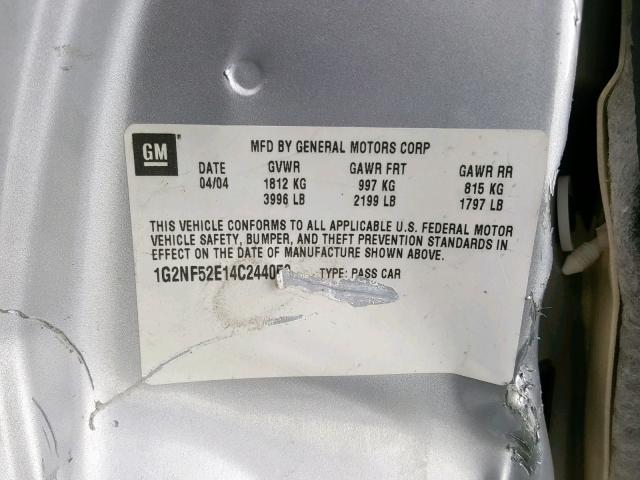 GM
MFD BY GENERAL MOTORS CORP
DATE GVWR GAWR FRT GAWR RR
04/04 1812 KG 997 KG 815 KG
3996 LB 2199 LB 1797 LB
THIS VEHICLE CONFORMS TO ALL APPLICABLE U.S. FEDERAL MOTOR
VEHICLE SAFETY, BUMPER, AND THEFT PREVENTION STANDARDS IN
EFFECT ON THE DATE OF MANUFACTURE SHOWN ABOVE.
TYPE: PASS CAR